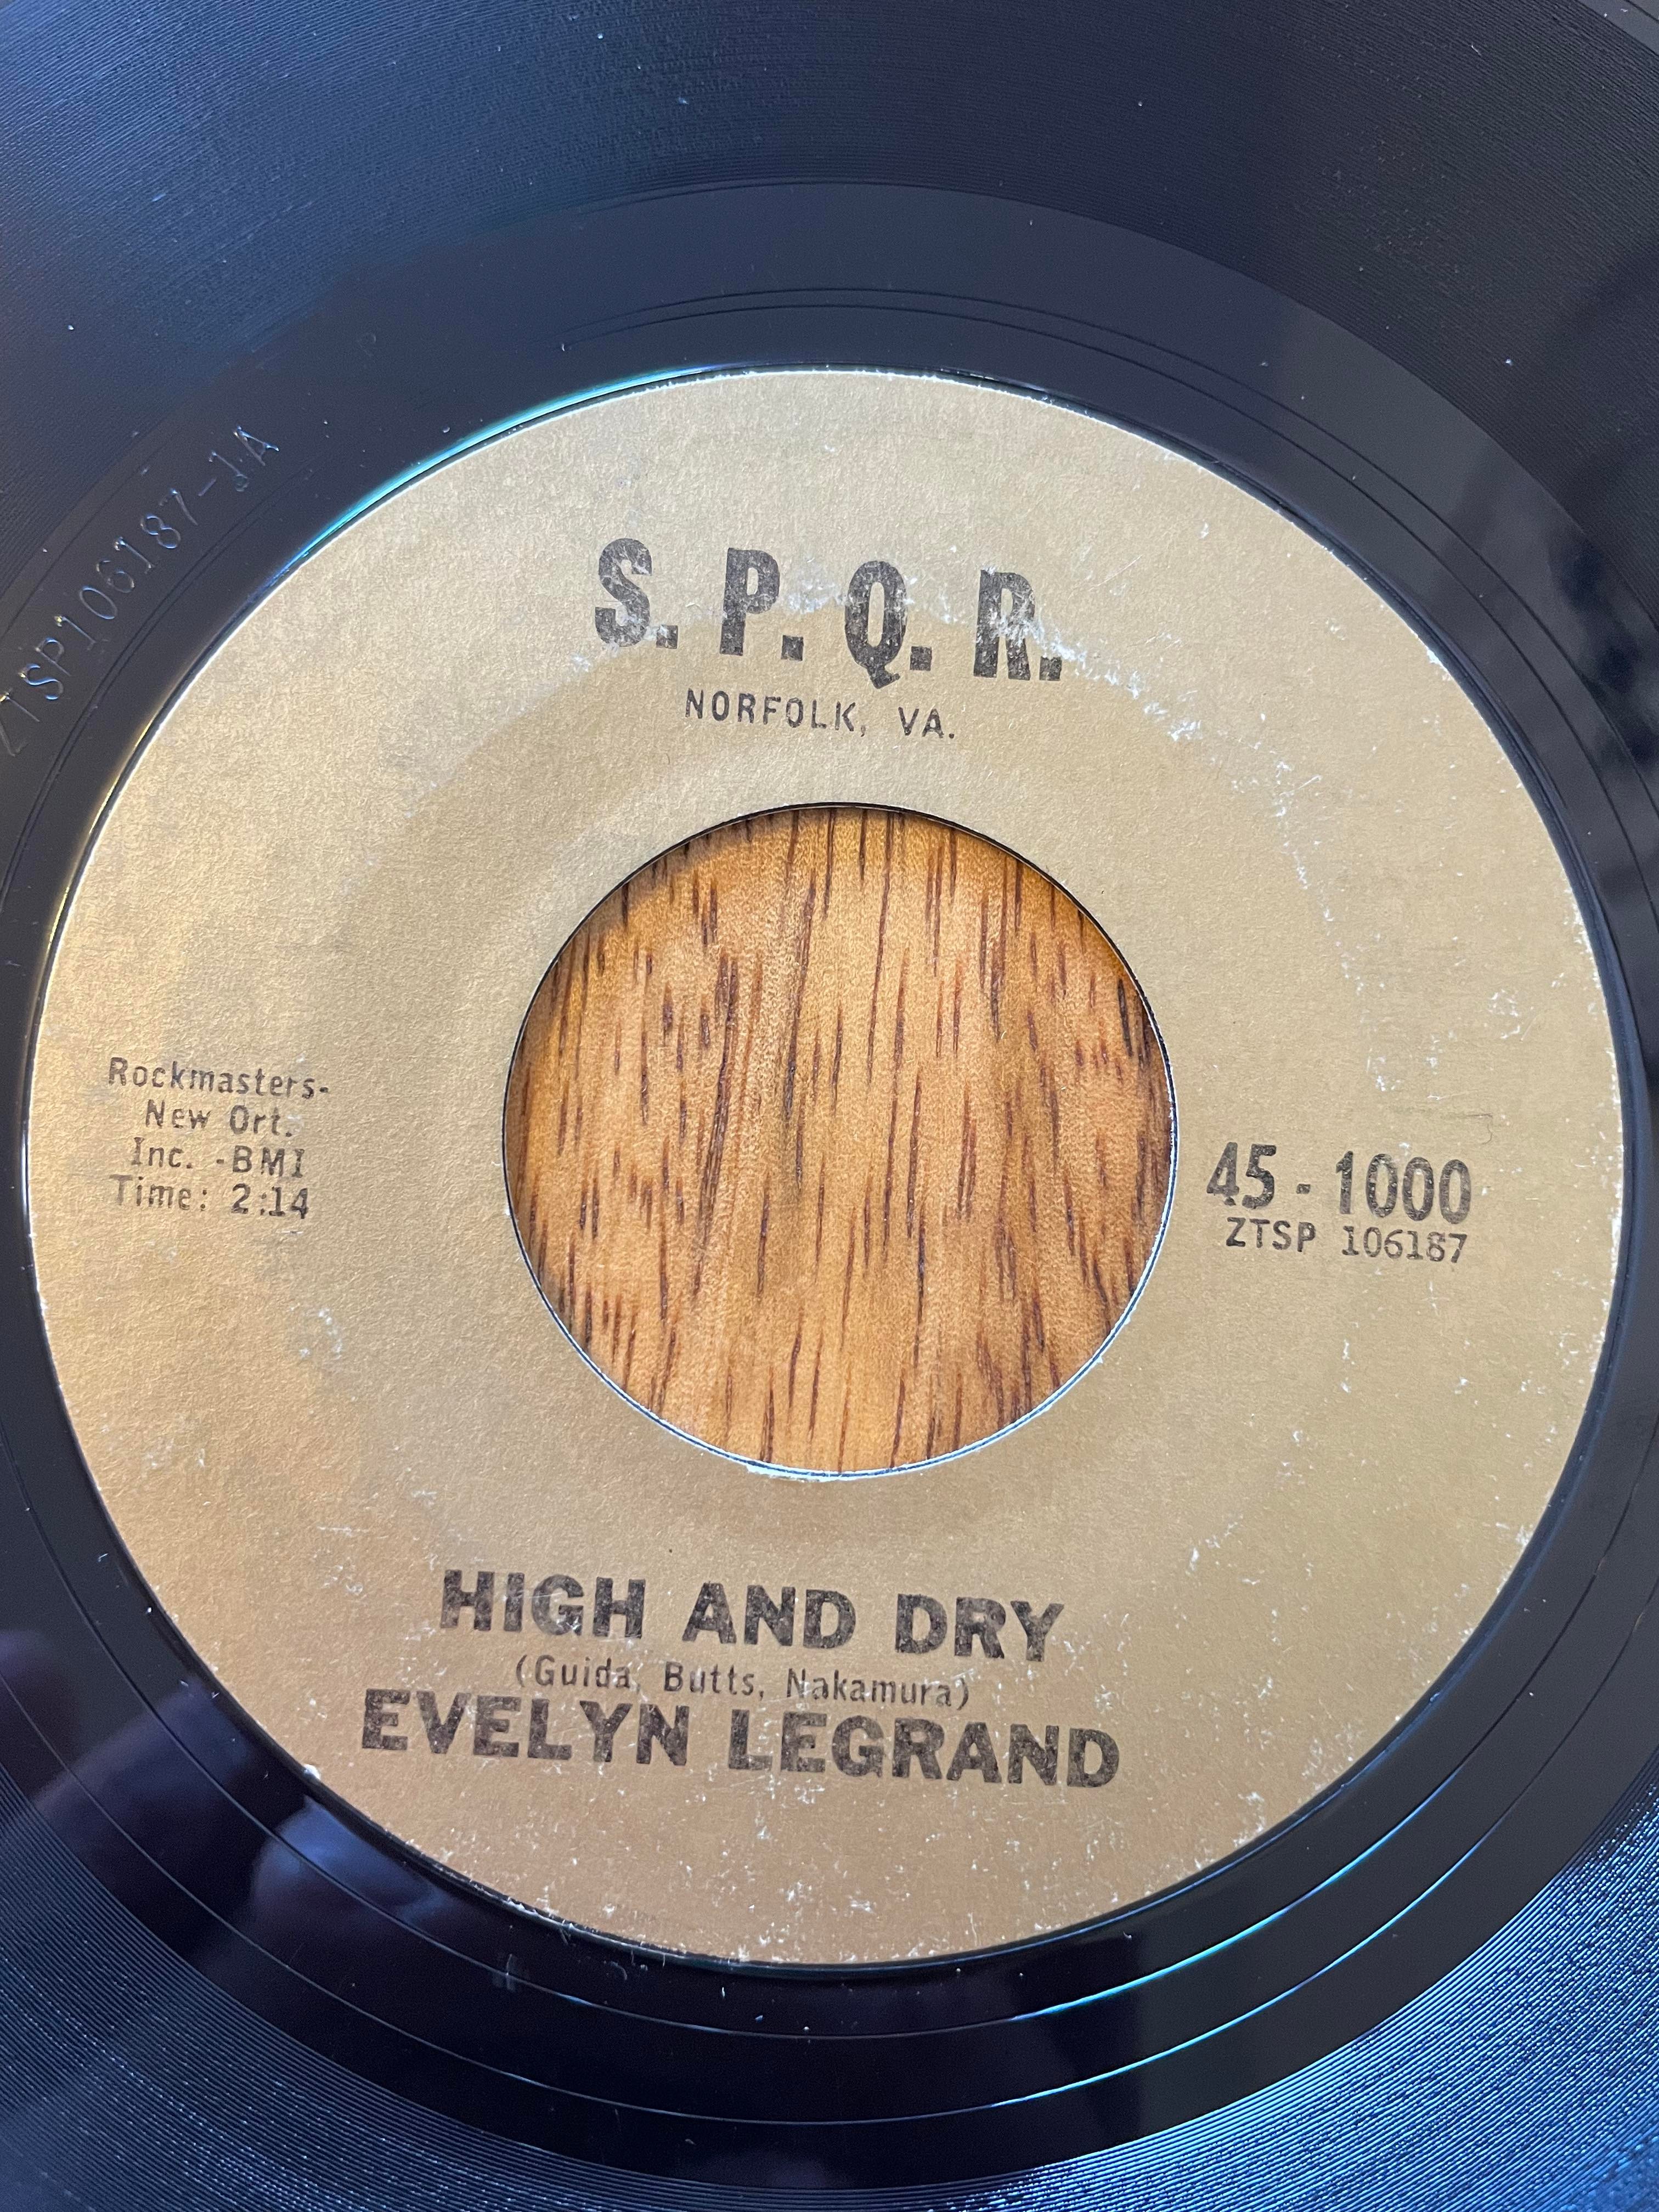 ZTSP106187-1A
S. P. Q. R.
NORFOLK, VA.
Rockmasters-
New Ort.
Inc. -BMI
Time: 2:14
45 - 1000
ZTSP 106187
HIGH AND DRY
(Guida, Butts, Nakamura)
EVELYN LEGRAND